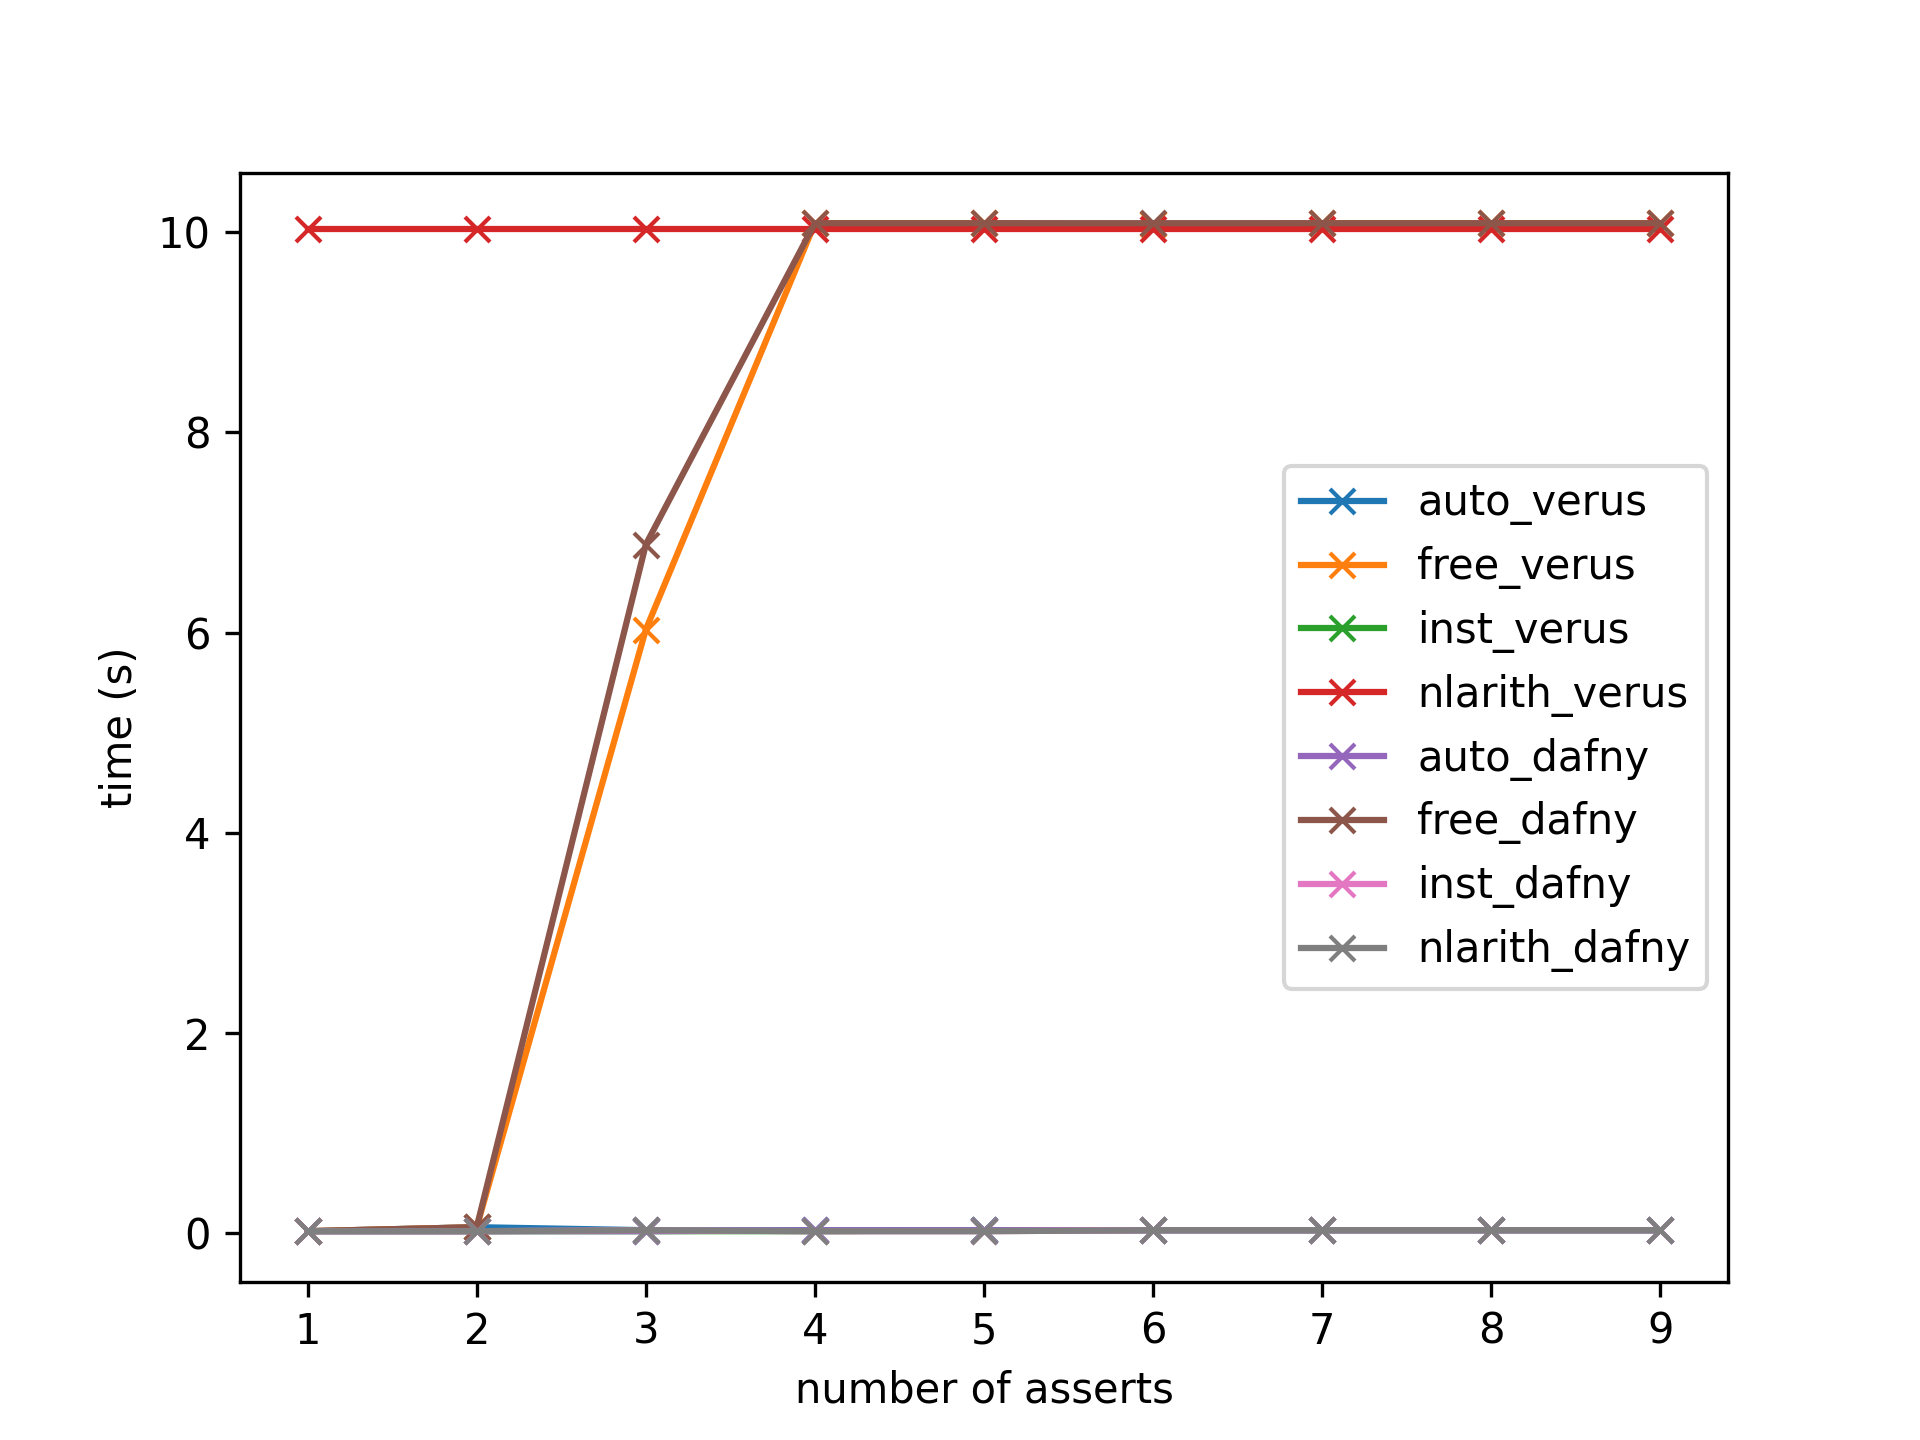 10
8
6
4
2
0
time (s)
1 2 3 4 5 6 7 8 9
number of asserts
auto_verus
free_verus
inst_verus
nlarith_verus
auto_dafny
free_dafny
inst_dafny
nlarith_dafny